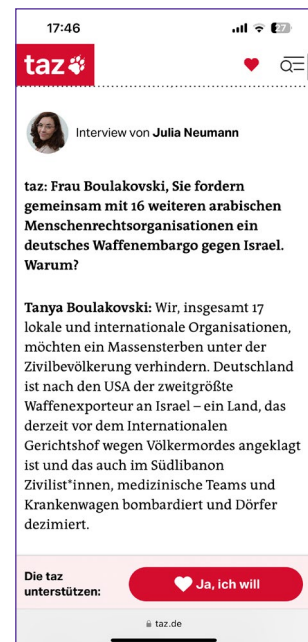 17:46
27
taz
Interview von Julia Neumann
taz: Frau Boulakovski, Sie fordern
gemeinsam mit 16 weiteren arabischen
Menschenrechtsorganisationen ein
deutsches Waffenembargo gegen Israel.
Warum?
Tanya Boulakovski: Wir, insgesamt 17
lokale und internationale Organisationen,
möchten ein Massensterben unter der
Zivilbevölkerung verhindern. Deutschland
ist nach den USA der zweitgrößte
Waffenexporteur an Israel – ein Land, das
derzeit vor dem Internationalen
Gerichtshof wegen Völkermordes angeklagt
ist und das auch im Südlibanon
Zivilist*innen, medizinische Teams und
Krankenwagen bombardiert und Dörfer
dezimiert.
Die taz
unterstützen:
Ja, ich will
taz.de